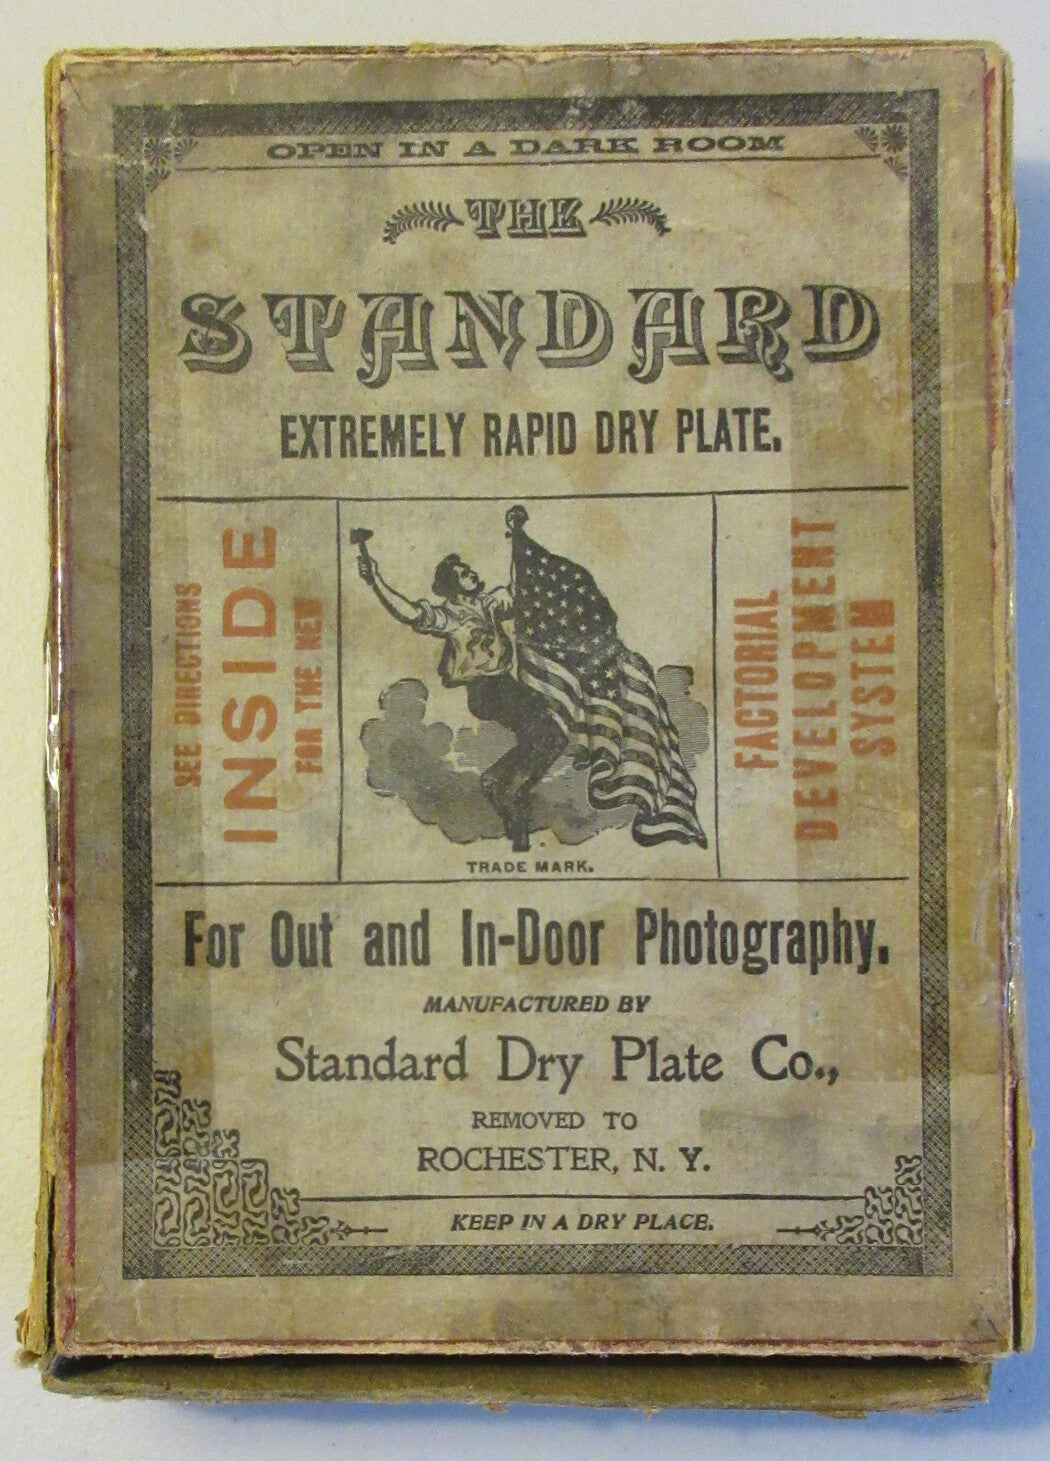 OPEN IN A DARK ROOM
THE
STANDARD
EXTREMELY RAPID DRY PLATE.
SEE DIRECTIONS
INSIDE
FOR THE NEW
FACTORIAL
DEVELOPMENT
SYSTEM
TRADE MARK.
For Out and In-Door Photography.
MANUFACTURED BY
Standard Dry Plate Co.,
REMOVED TO
ROCHESTER, N. Y.
KEEP IN A DRY PLACE.